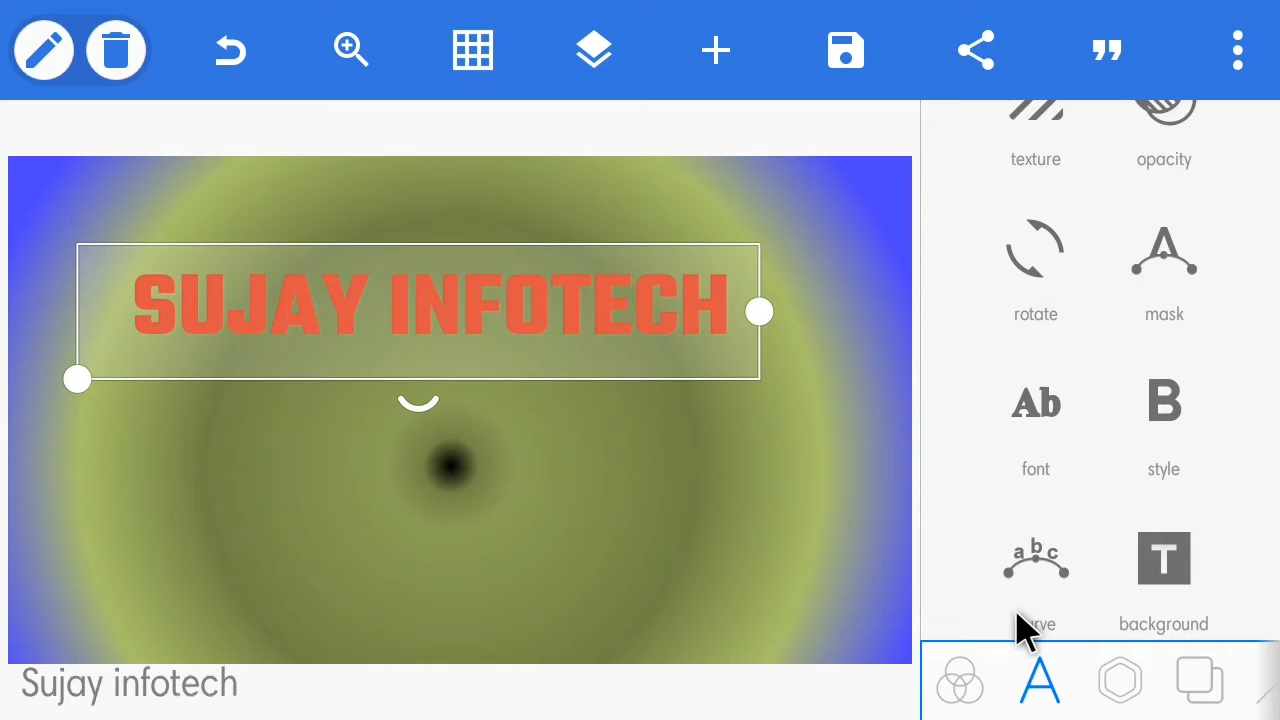 texture opacity
SUJAY INFOTECH
rotate mask
Ab B
font style
abc T
background
Sujay infotech